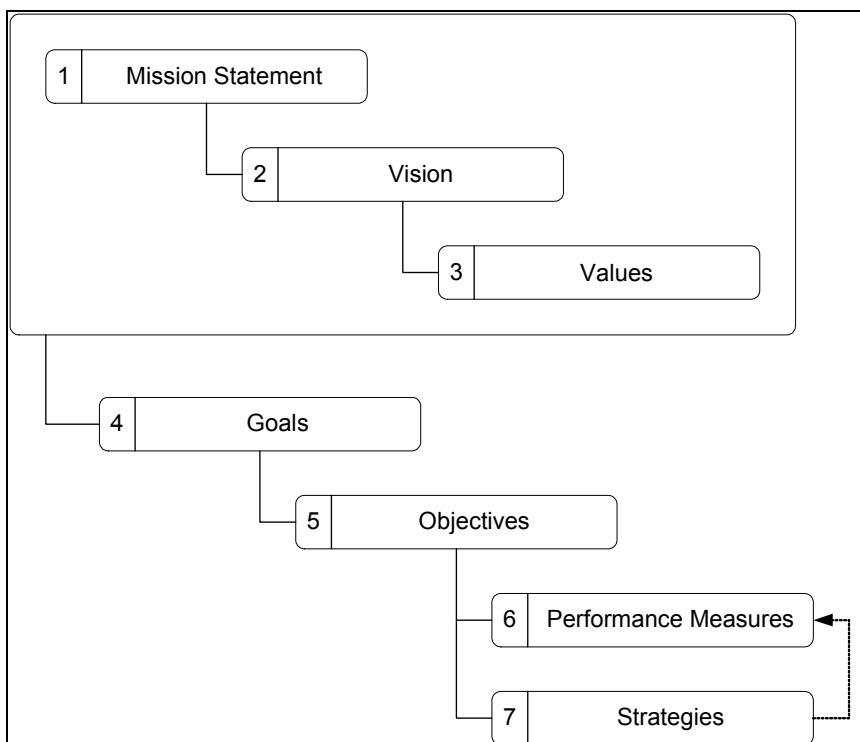 1 Mission Statement
2 Vision
3 Values
4 Goals
5 Objectives
6 Performance Measures
7 Strategies